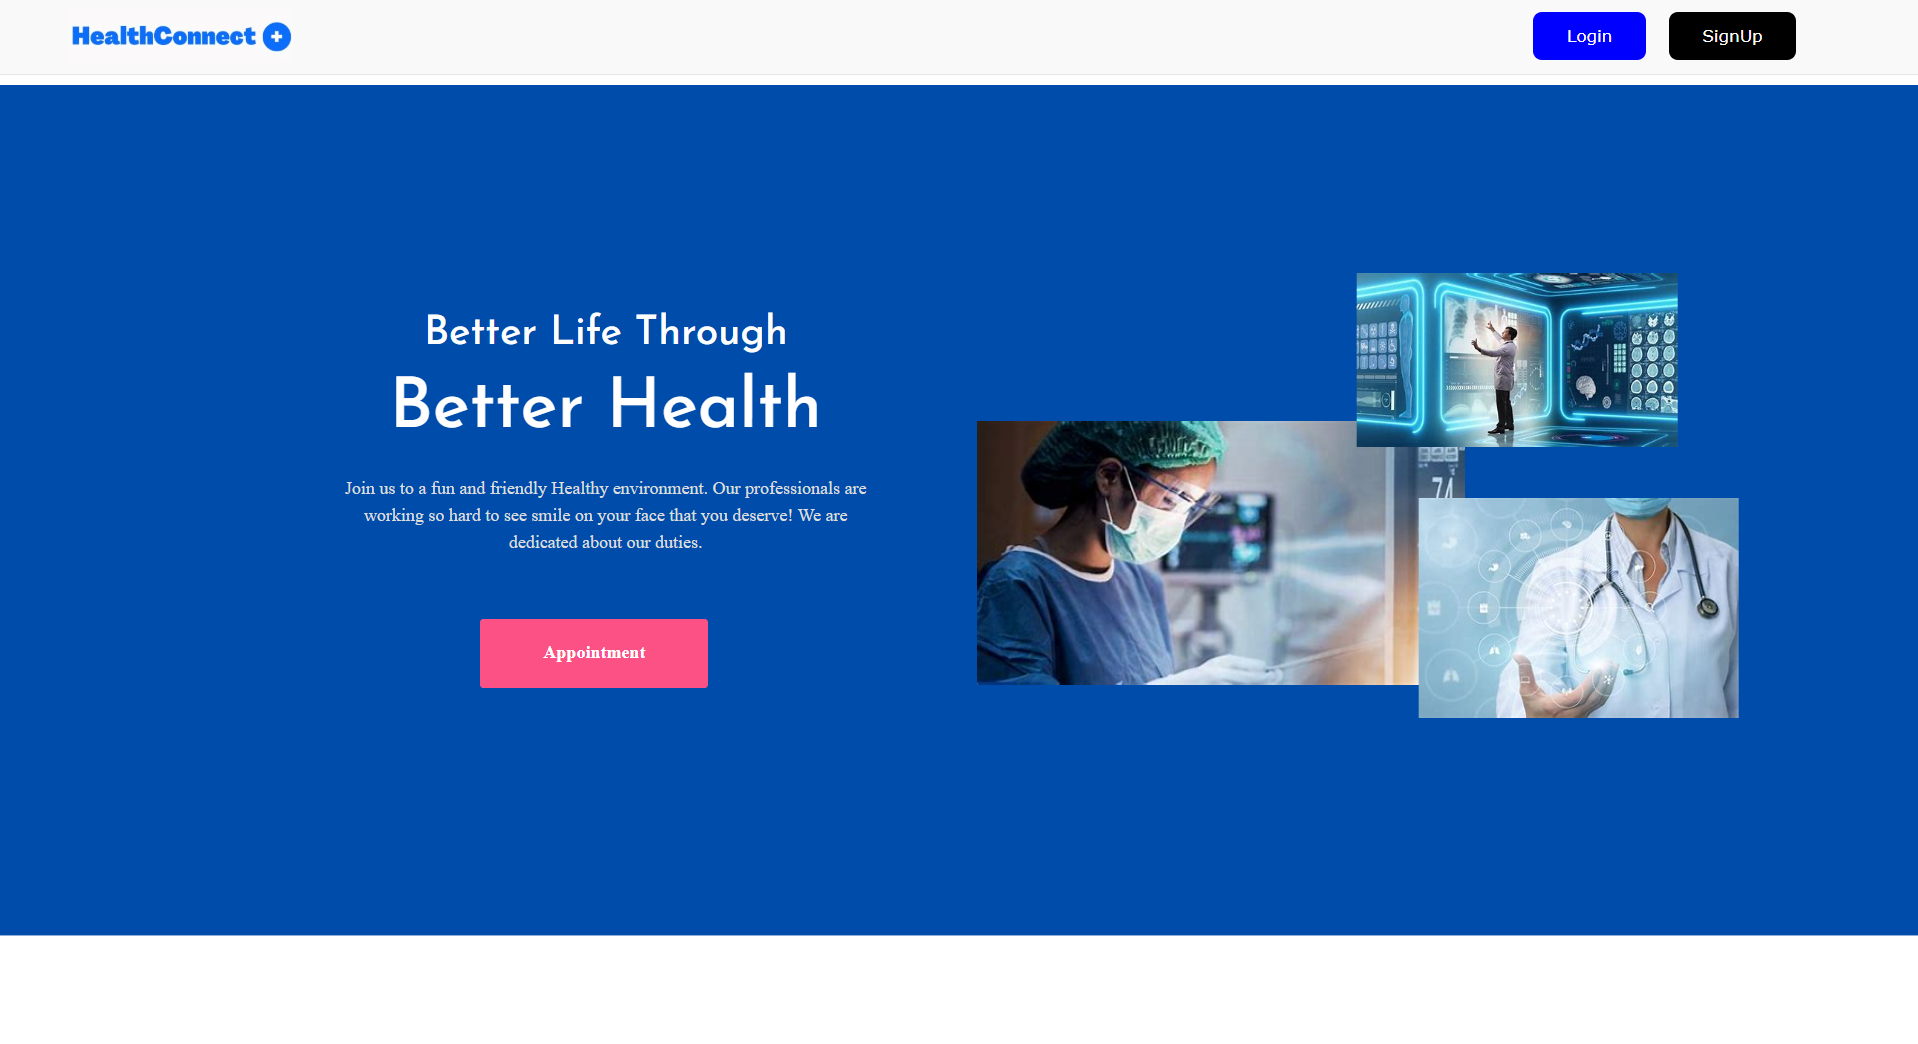 HealthConnect
Login
SignUp
Better Life Through
Better Health
Join us to a fun and friendly Healthy environment. Our professionals are
working so hard to see smile on your face that you deserve! We are
dedicated about our duties.
Appointment
74